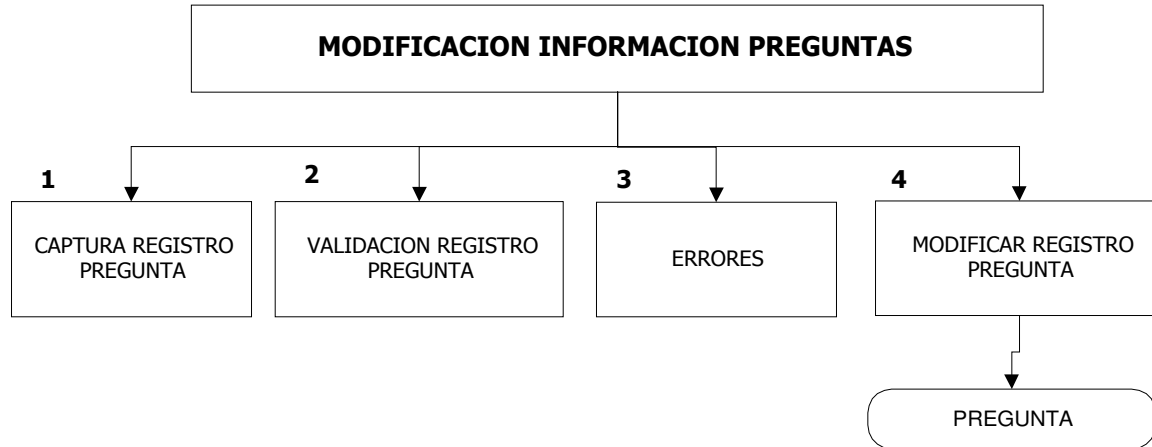 MODIFICACION INFORMACION PREGUNTAS
1
2
3
4
CAPTURA REGISTRO
PREGUNTA
VALIDACION REGISTRO
PREGUNTA
ERRORES
MODIFICAR REGISTRO
PREGUNTA
PREGUNTA